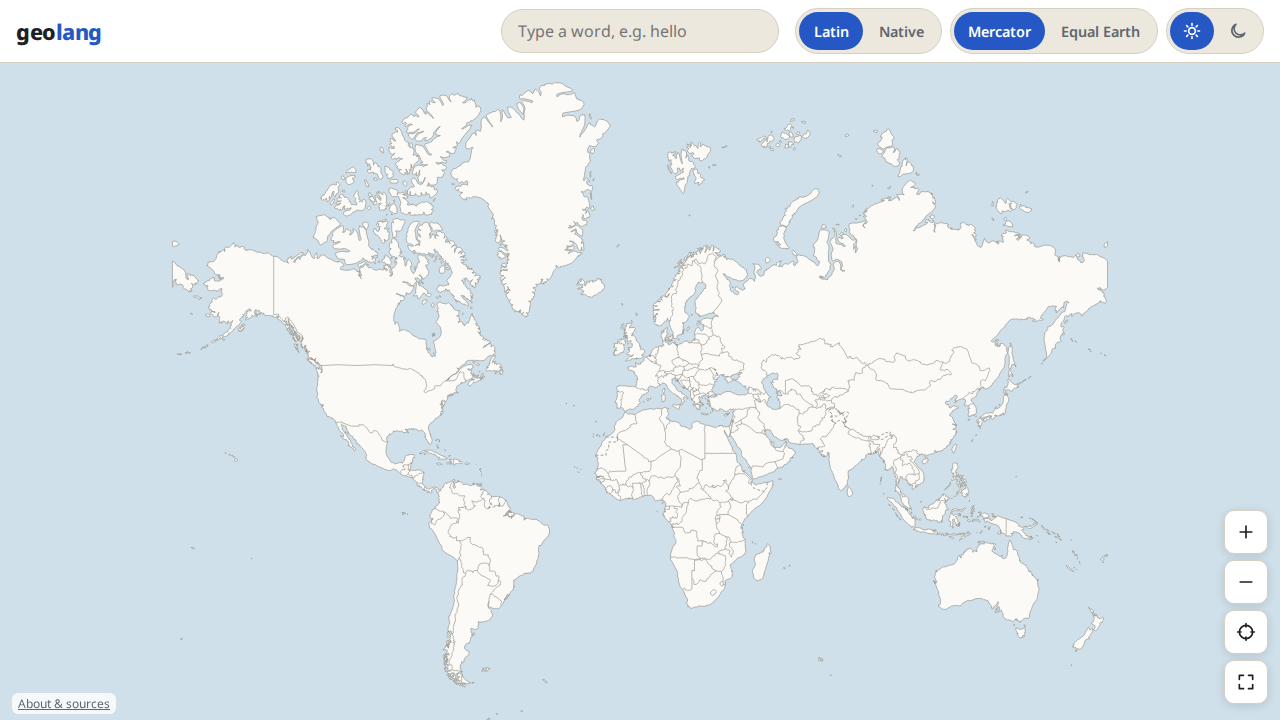 geolang
Type a word, e.g. hello
Latin
Native
Mercator
Equal Earth
About & sources